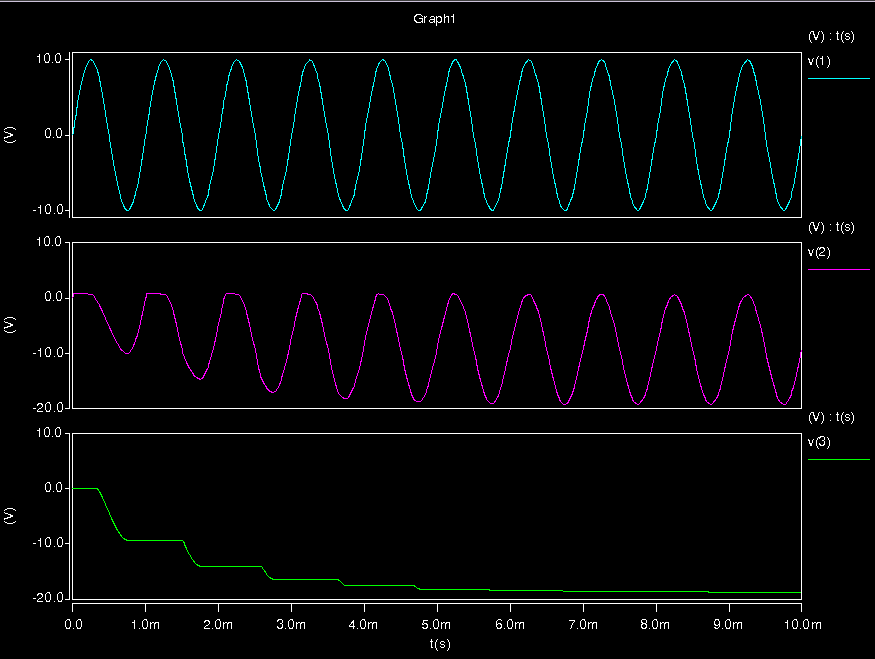 Graph1
(V) : t(s)
v(1)
10.0
0.0
-10.0
(V)
(V) : t(s)
v(2)
10.0
0.0
-10.0
-20.0
(V)
(V) : t(s)
v(3)
10.0
0.0
-10.0
-20.0
(V)
0.0 1.0m 2.0m 3.0m 4.0m 5.0m 6.0m 7.0m 8.0m 9.0m 10.0m
t(s)